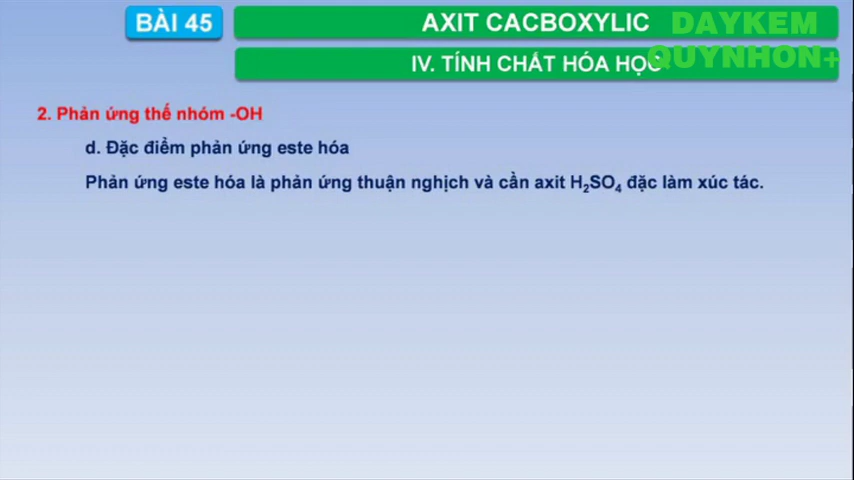 BÀI 45
AXIT CACBOXYLIC
DAYKEM
QUYNHON+
IV. TÍNH CHẤT HÓA HỌC
2. Phản ứng thế nhóm -OH
d. Đặc điểm phản ứng este hóa
Phản ứng este hóa là phản ứng thuận nghịch và cần axit H₂SO₄ đặc làm xúc tác.